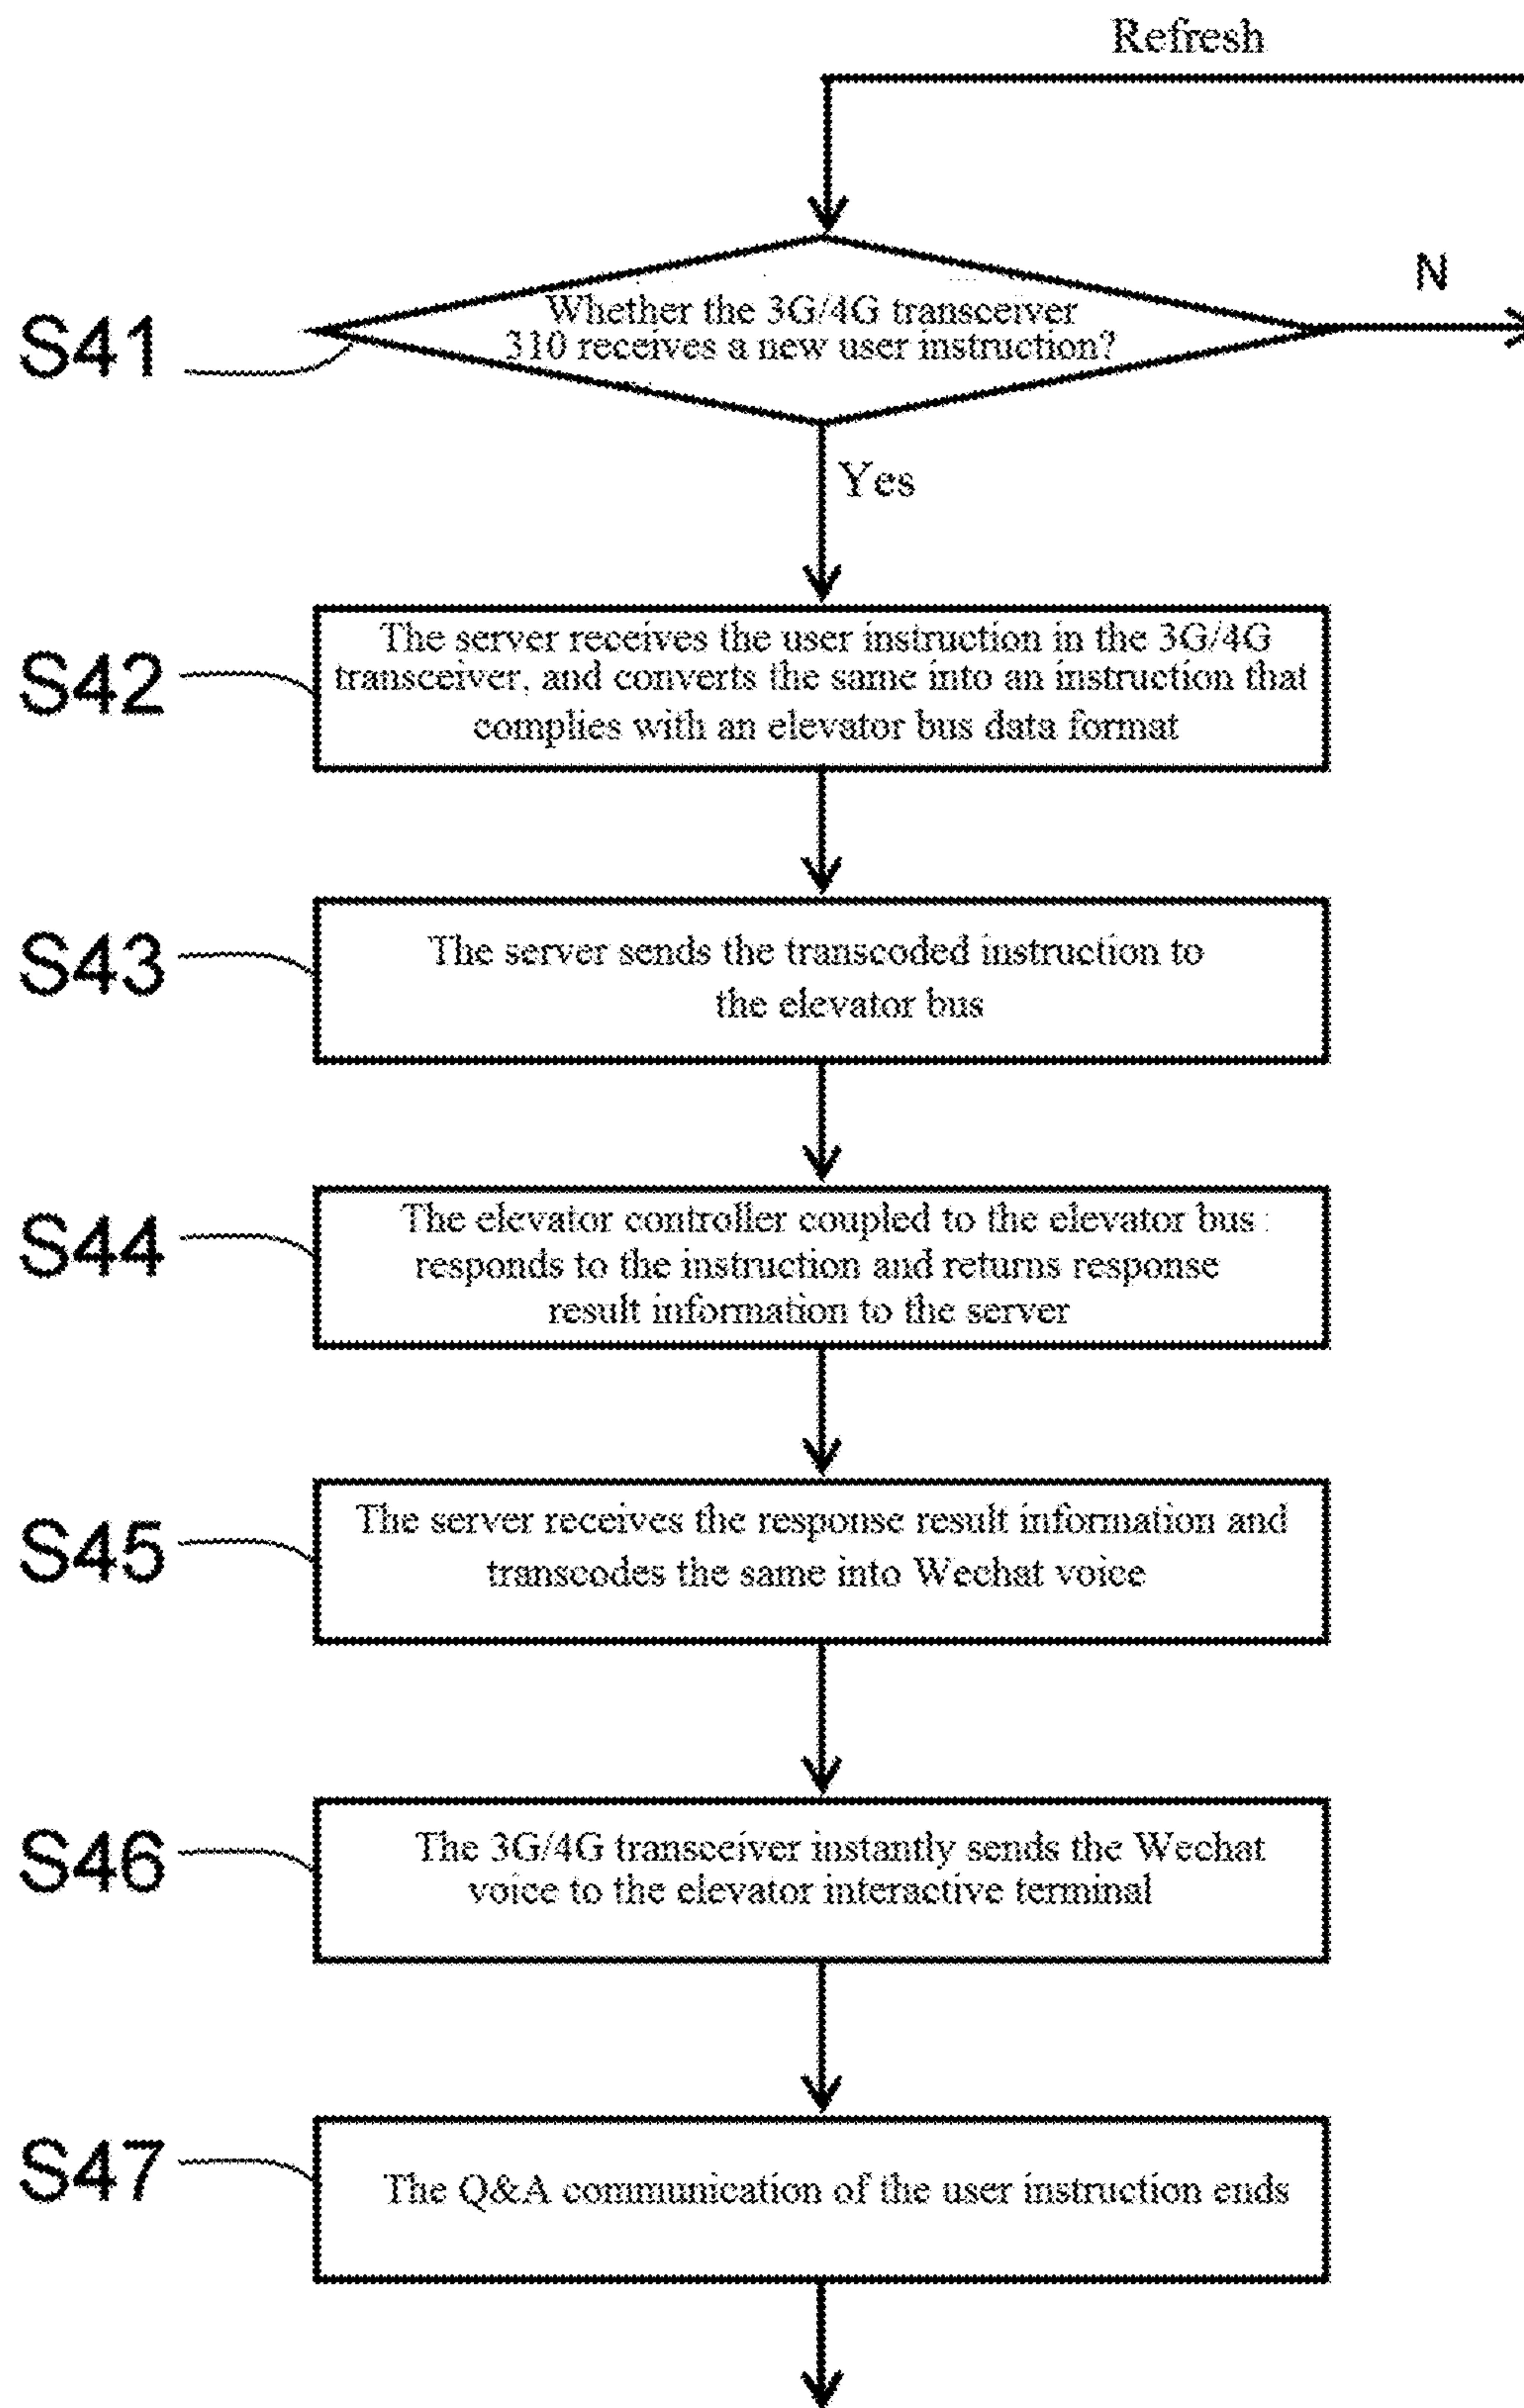 Refresh
N
S41
Whether the 3G/4G transceiver
310 receives a new user instruction?
Yes
S42
The server receives the user instruction in the 3G/4G
transceiver, and converts the same into an instruction that
complies with an elevator bus data format
S43
The server sends the transcoded instruction to
the elevator bus
S44
The elevator controller coupled to the elevator bus
responds to the instruction and returns response
result information to the server
S45
The server receives the response result information and
transcodes the same into Wechat voice
S46
The 3G/4G transceiver instantly sends the Wechat
voice to the elevator interactive terminal
S47
The Q&A communication of the user instruction ends